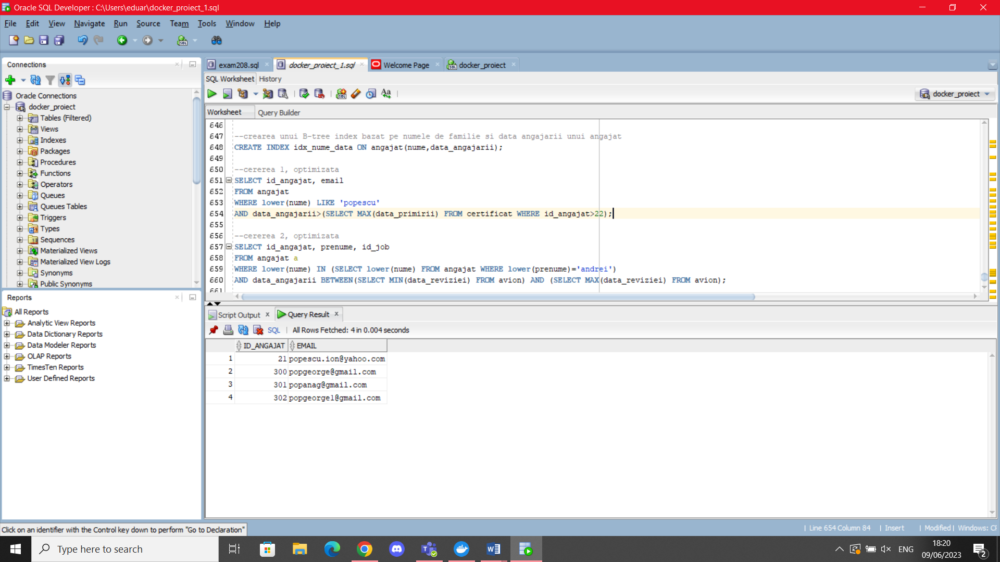 Oracle SQL Developer : C:\Users\eduar\docker_proiect_1.sql
File Edit View Navigate Run Source Team Tools Window Help
Connections
Oracle Connections
docker_proiect
Tables (Filtered)
Views
Indexes
Packages
Procedures
Functions
Operators
Queues
Queues Tables
Triggers
Types
Sequences
Materialized Views
Materialized View Logs
Synonyms
Public Synonyms
Reports
All Reports
Analytic View Reports
Data Dictionary Reports
Data Modeler Reports
OLAP Reports
TimesTen Reports
User Defined Reports
exam208.sql docker_proiect_1.sql Welcome Page docker_proiect
SQL Worksheet History
docker_proiect
Worksheet Query Builder
646
647 --crearea unui B-tree index bazat pe numele de familie si data angajarii unui angajat
648 CREATE INDEX idx_nume_data ON angajat(nume,data_angajarii);
649
650 --cererea 1, optimizata
651 SELECT id_angajat, email
652 FROM angajat
653 WHERE lower(nume) LIKE 'popescu'
654 AND data_angajarii>(SELECT MAX(data_primirii) FROM certificat WHERE id_angajat>22);
655
656 --cererea 2, optimizata
657 SELECT id_angajat, prenume, id_job
658 FROM angajat a
659 WHERE lower(nume) IN (SELECT lower(nume) FROM angajat WHERE lower(prenume)='andrei')
660 AND data_angajarii BETWEEN(SELECT MIN(data_reviziei) FROM avion) AND (SELECT MAX(data_reviziei) FROM avion);
661
Script Output Query Result
SQL | All Rows Fetched: 4 in 0.004 seconds
ID_ANGAJAT EMAIL
1 21 popescu.ion@yahoo.com
2 300 popgeorge@gmail.com
3 301 popanag@gmail.com
4 302 popgeorge1@gmail.com
Click on an identifier with the Control key down to perform "Go to Declaration"
| Line 654 Column 84 | Insert | Modified | Windows: CF
Type here to search
ENG
18:20
09/06/2023
2